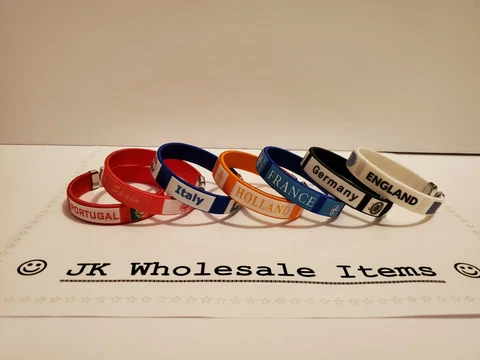 PORTUGAL
Italy
HOLLAND
FRANCE
Germany
ENGLAND
JK Wholesale Items